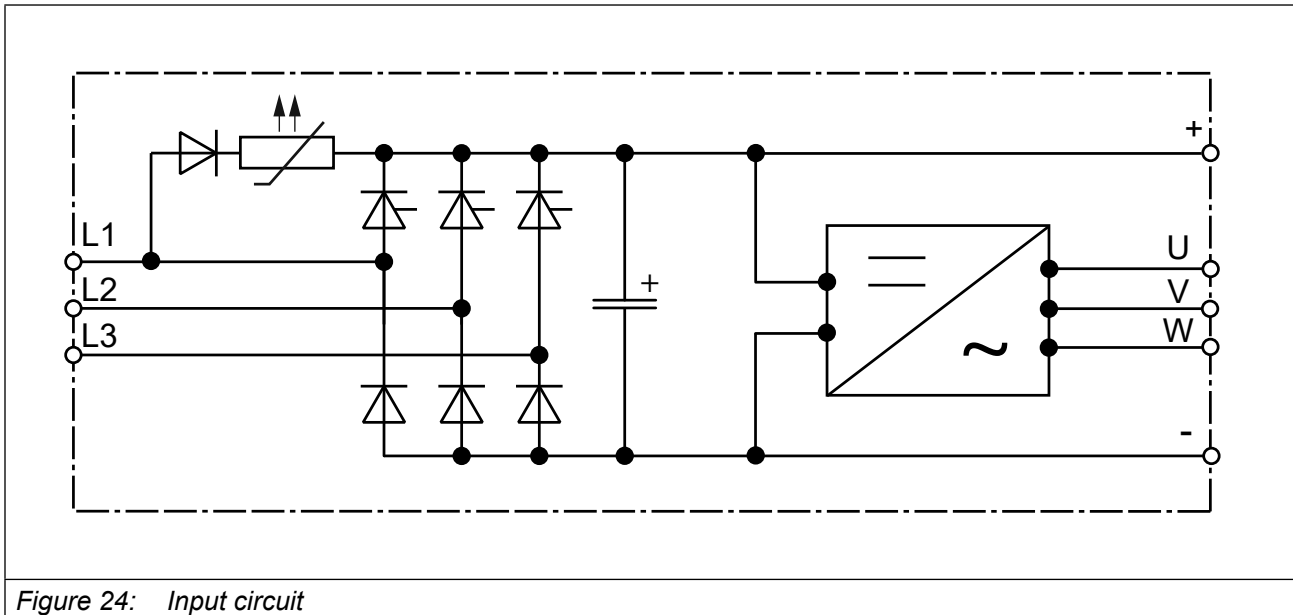 +
L1
U
L2
+
V
L3
W
~
-
Figure 24: Input circuit